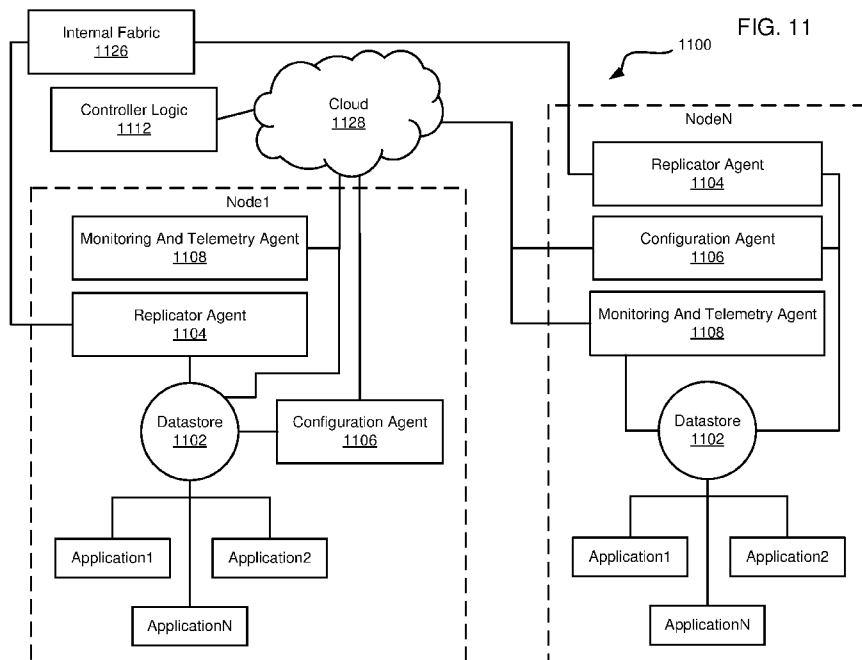 FIG. 11
1100
Internal Fabric
1126
Controller Logic
1112
Cloud
1128
Node1
Monitoring And Telemetry Agent
1108
Replicator Agent
1104
Datastore
1102
Configuration Agent
1106
Application1
Application2
ApplicationN
NodeN
Replicator Agent
1104
Configuration Agent
1106
Monitoring And Telemetry Agent
1108
Datastore
1102
Application1
Application2
ApplicationN